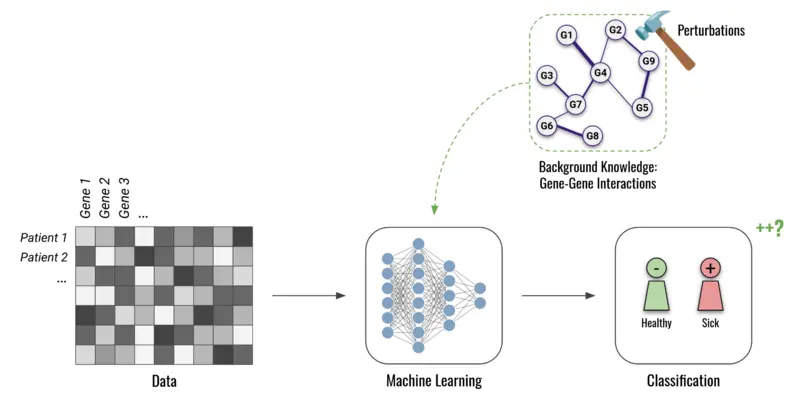 G1
G2
Perturbations
G9
G3
G4
G7
G5
G6
G8
Background Knowledge:
Gene-Gene Interactions
Gene 1
Gene 2
Gene 3
...
Patient 1
Patient 2
...
Data
Machine Learning
++?
-
+
Healthy
Sick
Classification